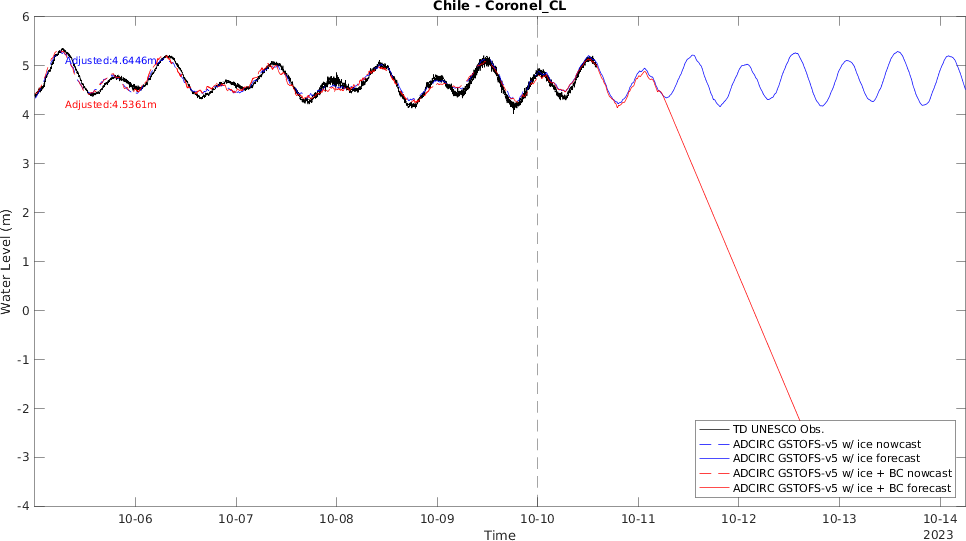 Chile - Coronel_CL
6
5
4
3
2
1
0
-1
-2
-3
-4
Water Level (m)
Adjusted:4.6446m
Adjusted:4.5361m
TD UNESCO Obs.
ADCIRC GSTOFS-v5 w/ ice nowcast
ADCIRC GSTOFS-v5 w/ ice forecast
ADCIRC GSTOFS-v5 w/ ice + BC nowcast
ADCIRC GSTOFS-v5 w/ ice + BC forecast
10-06 10-07 10-08 10-09 10-10 10-11 10-12 10-13 10-14
2023
Time